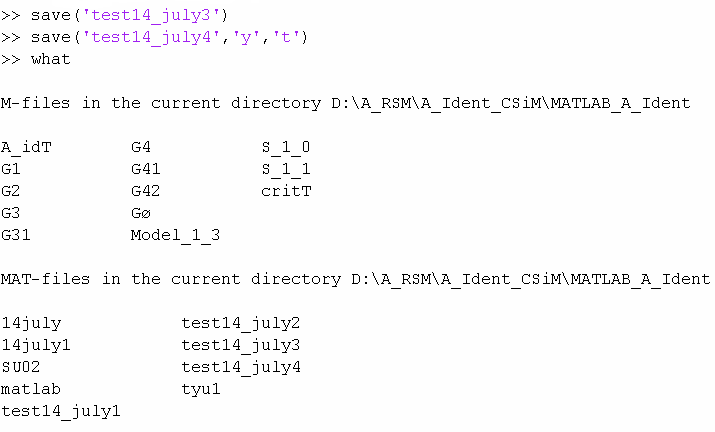 >> save('test14_july3')
>> save('test14_july4','y','t')
>> what
M-files in the current directory D:\A_RSM\A_Ident_CSiM\MATLAB_A_Ident
A_idT G4 S_1_0
G1 G41 S_1_1
G2 G42 critT
G3 Gø
G31 Model_1_3
MAT-files in the current directory D:\A_RSM\A_Ident_CSiM\MATLAB_A_Ident
14july test14_july2
14july1 test14_july3
SU02 test14_july4
matlab tyu1
test14_july1